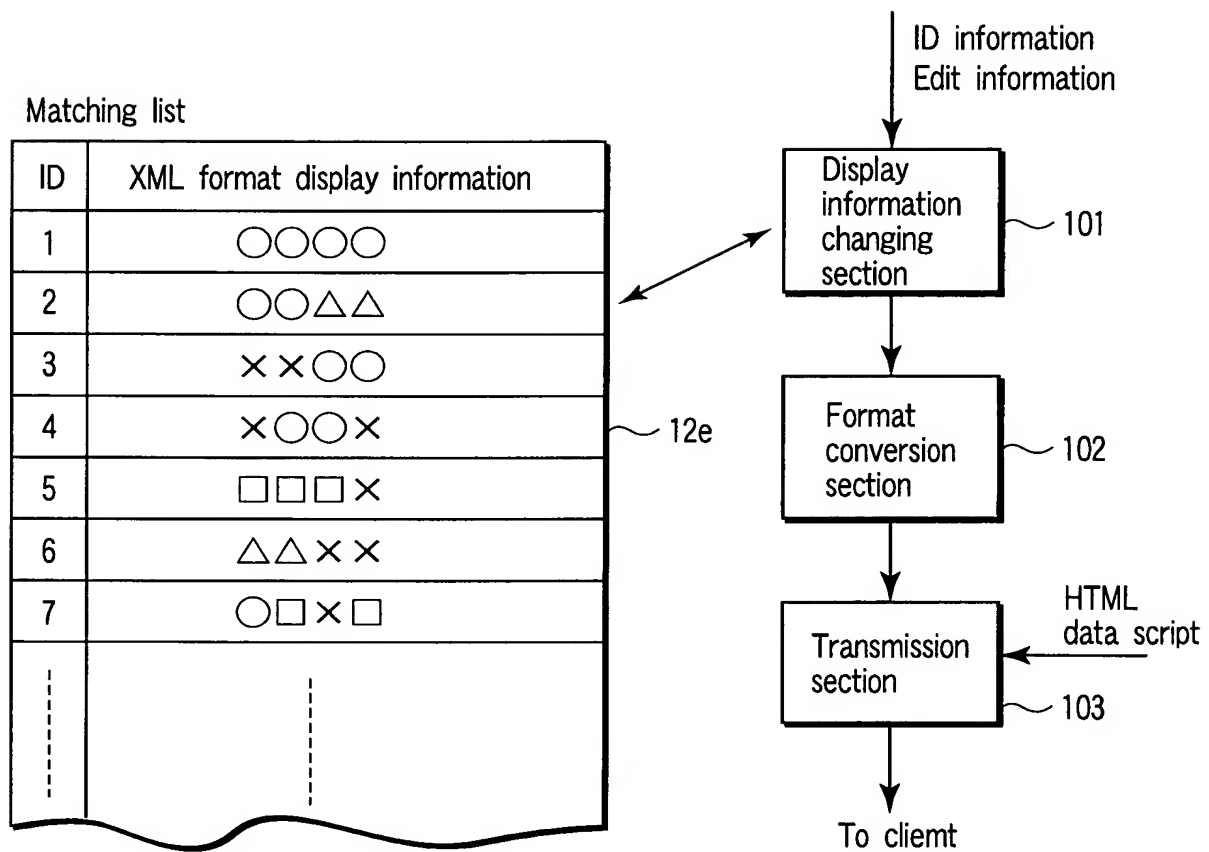 Matching list
ID XML format display information
1 ○○○○
2 ○○△△
3 ××○○
4 ×○○×
5 □□□×
6 △△××
7 ○□×□
12e
ID information
Edit information
Display
information
changing
section
101
Format
conversion
section
102
HTML
data script
Transmission
section
103
To cliemt